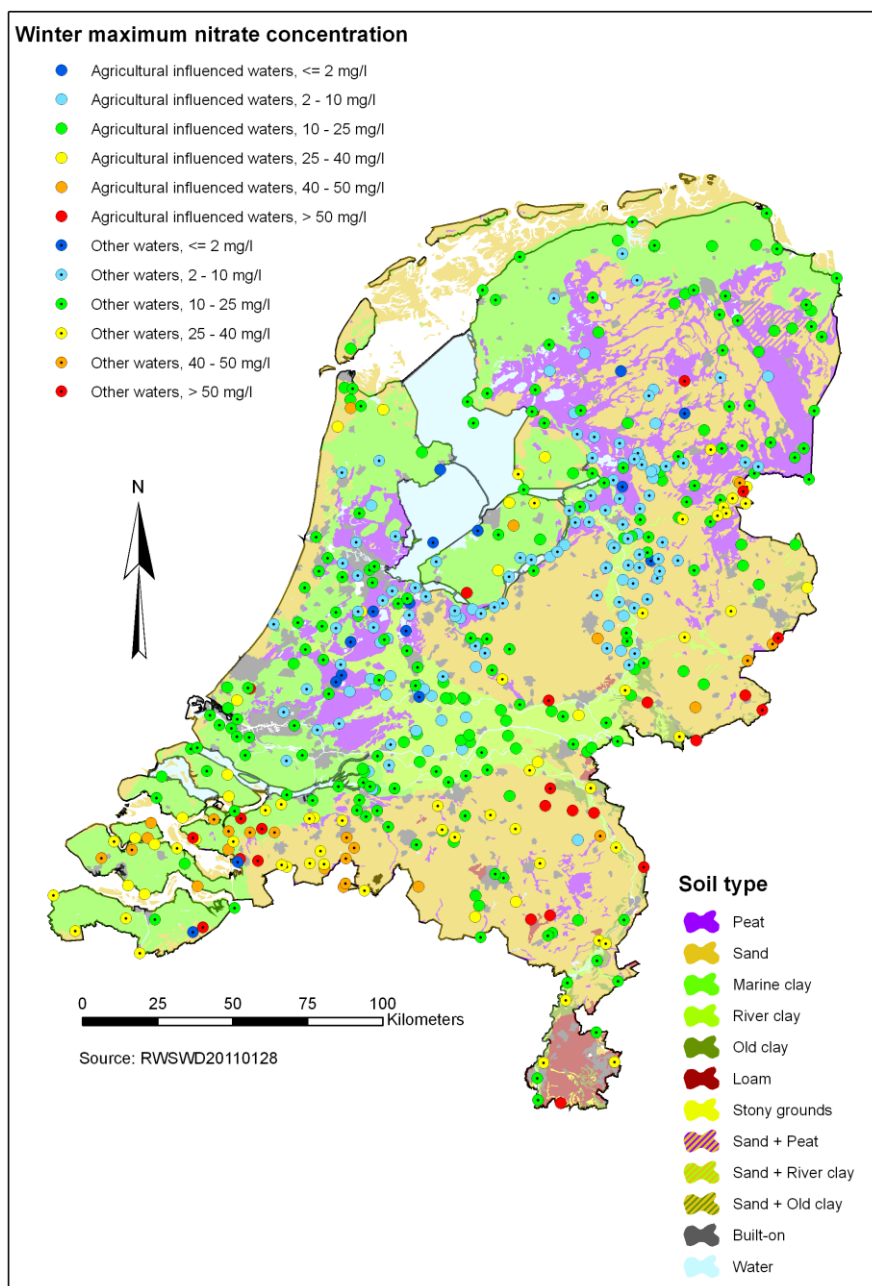 Winter maximum nitrate concentration
Agricultural influenced waters, <= 2 mg/l
Agricultural influenced waters, 2 - 10 mg/l
Agricultural influenced waters, 10 - 25 mg/l
Agricultural influenced waters, 25 - 40 mg/l
Agricultural influenced waters, 40 - 50 mg/l
Agricultural influenced waters, > 50 mg/l
Other waters, <= 2 mg/l
Other waters, 2 - 10 mg/l
Other waters, 10 - 25 mg/l
Other waters, 25 - 40 mg/l
Other waters, 40 - 50 mg/l
Other waters, > 50 mg/l
N
Soil type
Peat
Sand
Marine clay
River clay
Old clay
Loam
Stony grounds
Sand + Peat
Sand + River clay
Sand + Old clay
Built-on
Water
0 25 50 75 100
Kilometers
Source: RWSWD20110128